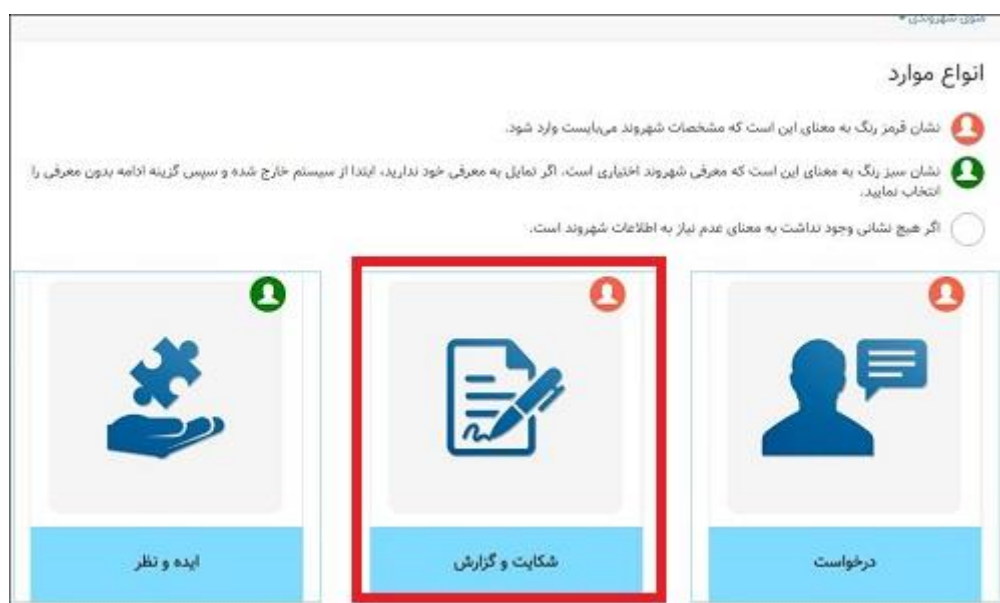 منوی شهروندی
انواع موارد
نشان قرمز رنگ به معنای این است که مشخصات شهروند می‌بایست وارد شود.
نشان سبز رنگ به معنای این است که معرفی شهروند اختیاری است. اگر تمایل به معرفی خود ندارید، ابتدا از سیستم خارج شده و سپس گزینه ادامه بدون معرفی را
انتخاب نمایید.
اگر هیچ نشانی وجود نداشت به معنای عدم نیاز به اطلاعات شهروند است.
درخواست
شکایت و گزارش
ایده و نظر